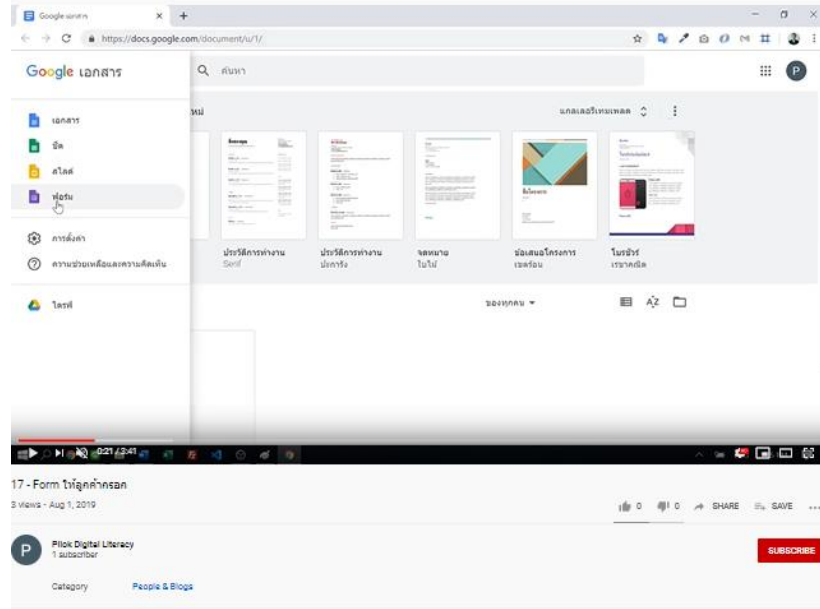 Google เอกสาร
https://docs.google.com/document/u/1/
Google เอกสาร
ค้นหา
P
เอกสาร
ชีต
สไลด์
ฟอร์ม
การตั้งค่า
ความช่วยเหลือและความคิดเห็น
ไดรฟ์
ใหม่
แกลเลอรีเทมเพลต
ประวัติการทำงาน
Serif
ประวัติการทำงาน
ปะการัง
จดหมาย
ใบไม้
ข้อเสนอโครงการ
เขตร้อน
โบรชัวร์
เรขาคณิต
ของทุกคน
AZ
0:21 / 3:41
17 - Form ให้ลูกค้ากรอก
3 views - Aug 1, 2019
0
0
SHARE
SAVE
P
Pilok Digital Literacy
1 subscriber
SUBSCRIBE
Category
People & Blogs